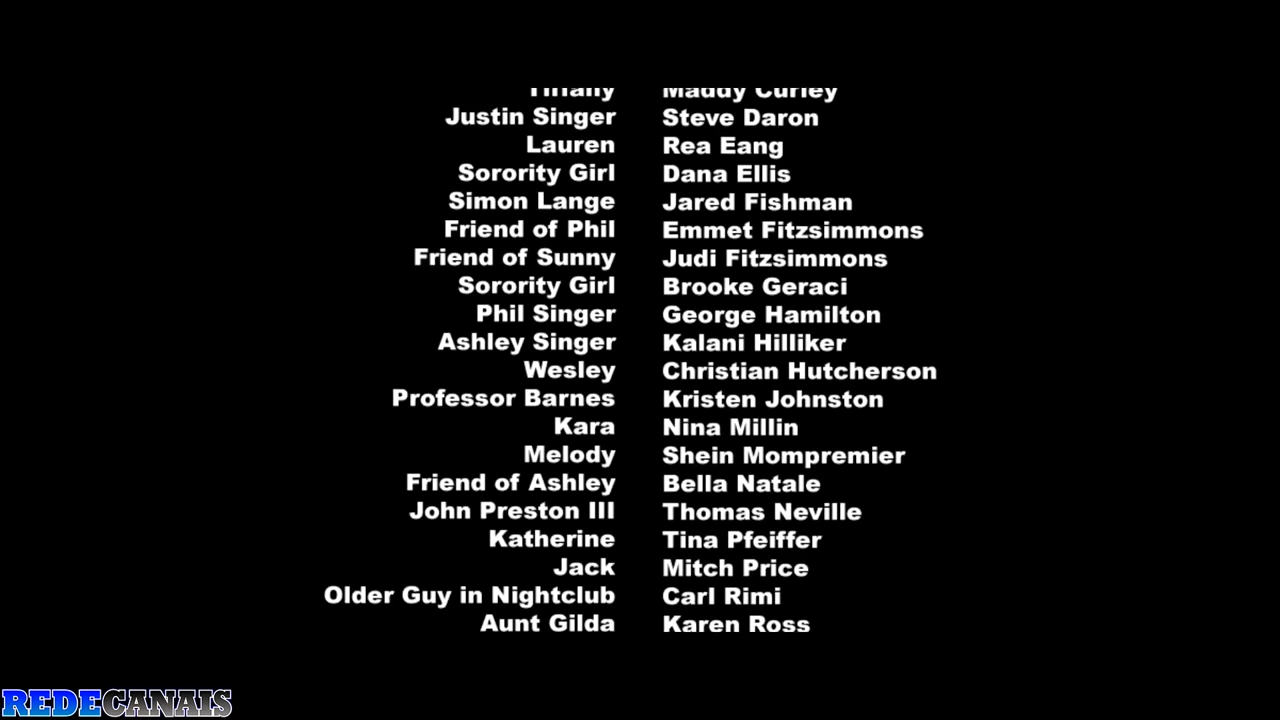 Tiffany Maddy Curley
Justin Singer Steve Daron
Lauren Rea Eang
Sorority Girl Dana Ellis
Simon Lange Jared Fishman
Friend of Phil Emmet Fitzsimmons
Friend of Sunny Judi Fitzsimmons
Sorority Girl Brooke Geraci
Phil Singer George Hamilton
Ashley Singer Kalani Hilliker
Wesley Christian Hutcherson
Professor Barnes Kristen Johnston
Kara Nina Millin
Melody Shein Mompremier
Friend of Ashley Bella Natale
John Preston III Thomas Neville
Katherine Tina Pfeiffer
Jack Mitch Price
Older Guy in Nightclub Carl Rimi
Aunt Gilda Karen Ross
REDECANAIS